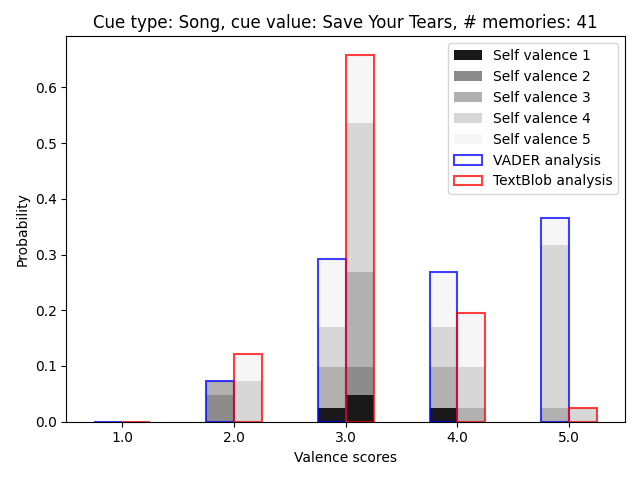 Cue type: Song, cue value: Save Your Tears, # memories: 41
Self valence 1
Self valence 2
Self valence 3
Self valence 4
Self valence 5
VADER analysis
TextBlob analysis
Probability
0.6
0.5
0.4
0.3
0.2
0.1
0.0
1.0 2.0 3.0 4.0 5.0
Valence scores